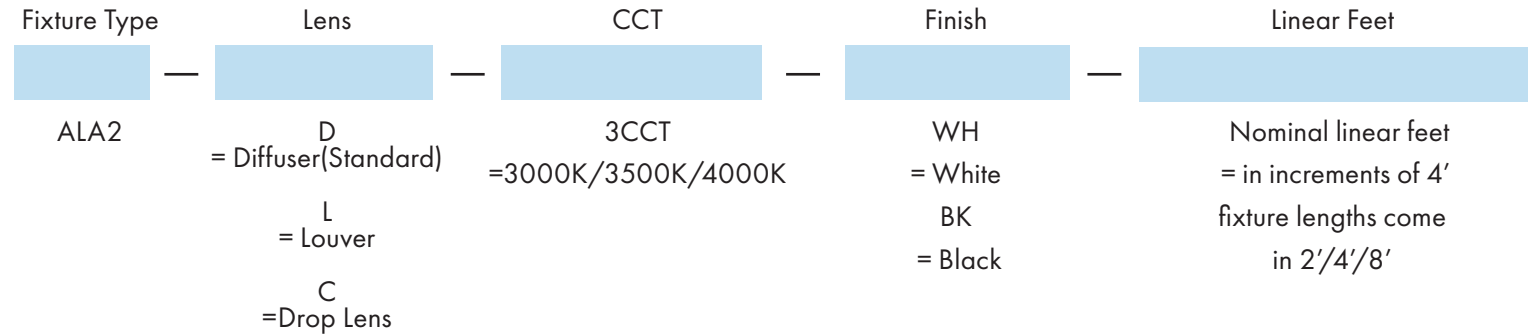 Fixture Type
Lens
CCT
Finish
Linear Feet
— — — —
ALA2
D
= Diffuser(Standard)
L
= Louver
C
=Drop Lens
3CCT
=3000K/3500K/4000K
WH
= White
BK
= Black
Nominal linear feet
= in increments of 4’
fixture lengths come
in 2’/4’/8’